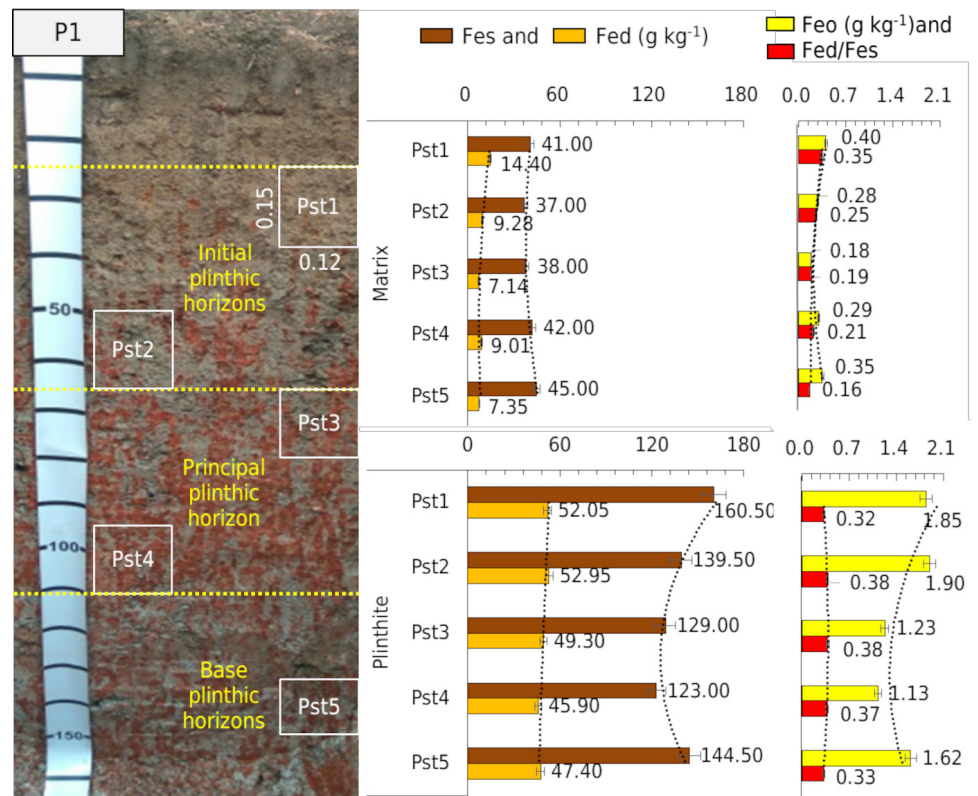 P1
Pst1
0.15
0.12
Initial
plinthic
horizons
50
Pst2
Pst3
Principal
plinthic
horizon
100
Pst4
Base
plinthic
horizons
Pst5
150
Fes and Fed (g kg⁻¹)
Feo (g kg⁻¹)and
Fed/Fes
0 60 120 180
0.0 0.7 1.4 2.1
Matrix
Pst1 41.00 0.40
14.40 0.35
Pst2 37.00 0.28
9.28 0.25
Pst3 38.00 0.18
7.14 0.19
Pst4 42.00 0.29
9.01 0.21
Pst5 45.00 0.35
7.35 0.16
0 60 120 180
0.0 0.7 1.4 2.1
Plinthite
Pst1 160.50 1.85
52.05 0.32
Pst2 139.50 1.90
52.95 0.38
Pst3 129.00 1.23
49.30 0.38
Pst4 123.00 1.13
45.90 0.37
Pst5 144.50 1.62
47.40 0.33